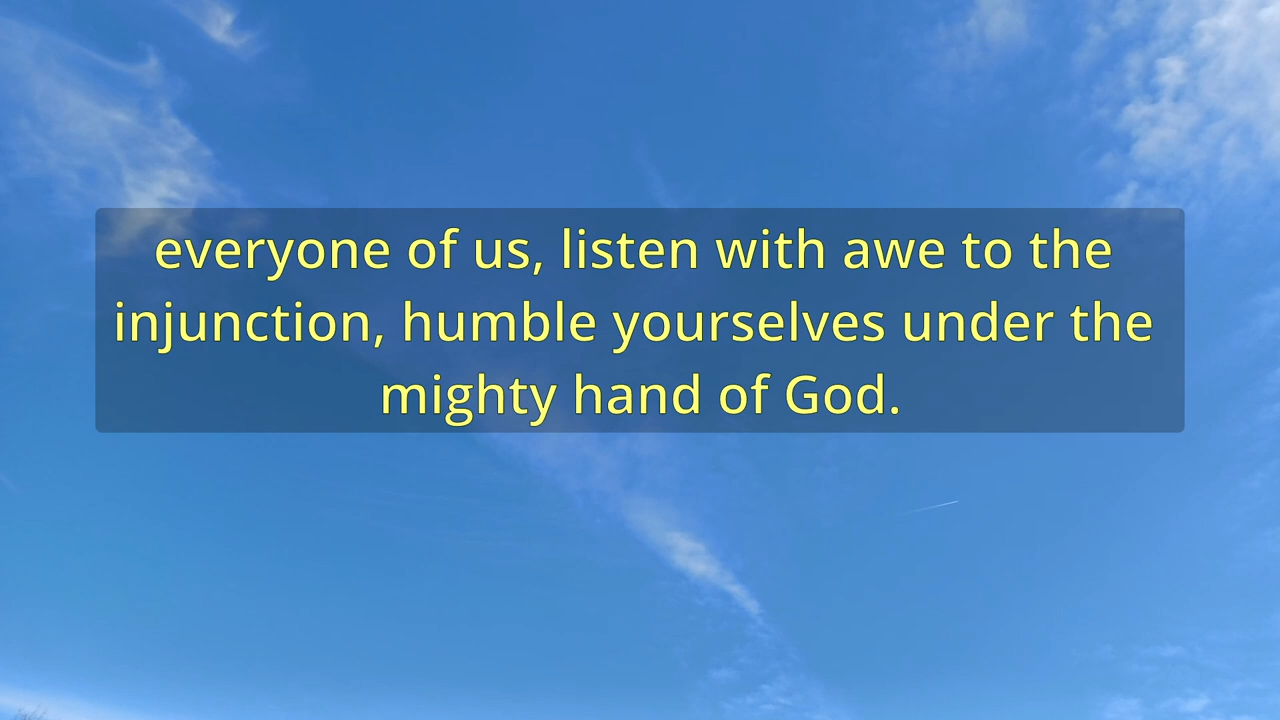 everyone of us, listen with awe to the
injunction, humble yourselves under the
mighty hand of God.